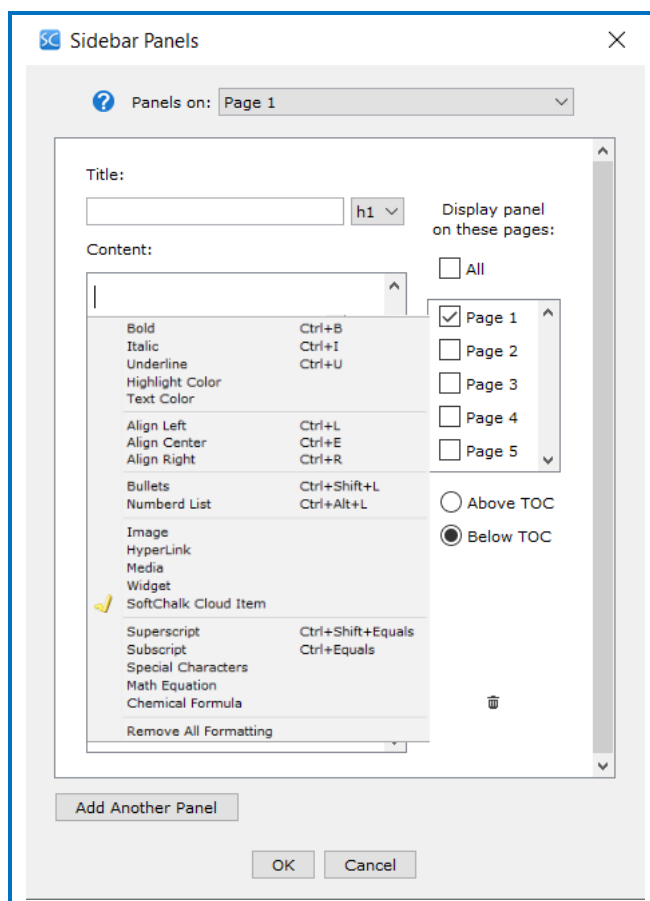 SC Sidebar Panels
? Panels on: Page 1
Title:
h1
Display panel
on these pages:
Content:
All
Page 1
Page 2
Page 3
Page 4
Page 5
Above TOC
Below TOC
Bold Ctrl+B
Italic Ctrl+I
Underline Ctrl+U
Highlight Color
Text Color
Align Left Ctrl+L
Align Center Ctrl+E
Align Right Ctrl+R
Bullets Ctrl+Shift+L
Numberd List Ctrl+Alt+L
Image
HyperLink
Media
Widget
SoftChalk Cloud Item
Superscript Ctrl+Shift+Equals
Subscript Ctrl+Equals
Special Characters
Math Equation
Chemical Formula
Remove All Formatting
Add Another Panel
OK Cancel